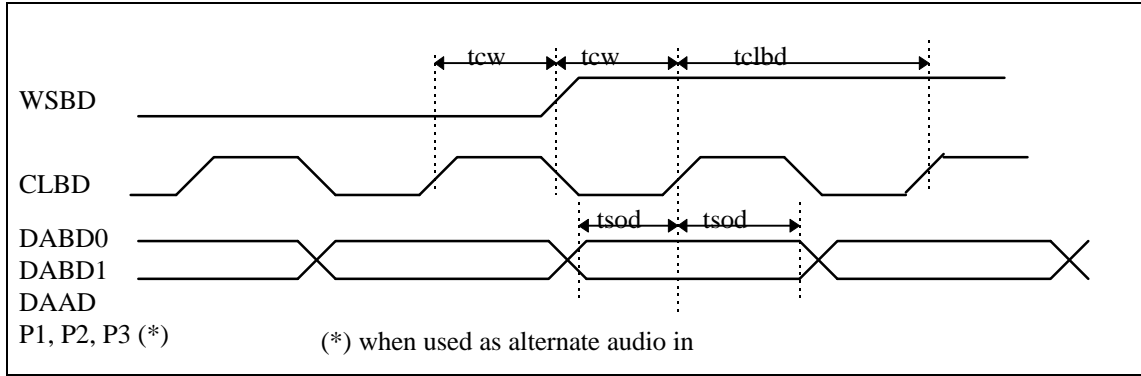 tcw tcw tclbd
WSBD
CLBD
tsod tsod
DABD0
DABD1
DAAD
P1, P2, P3 (*)
(*) when used as alternate audio in